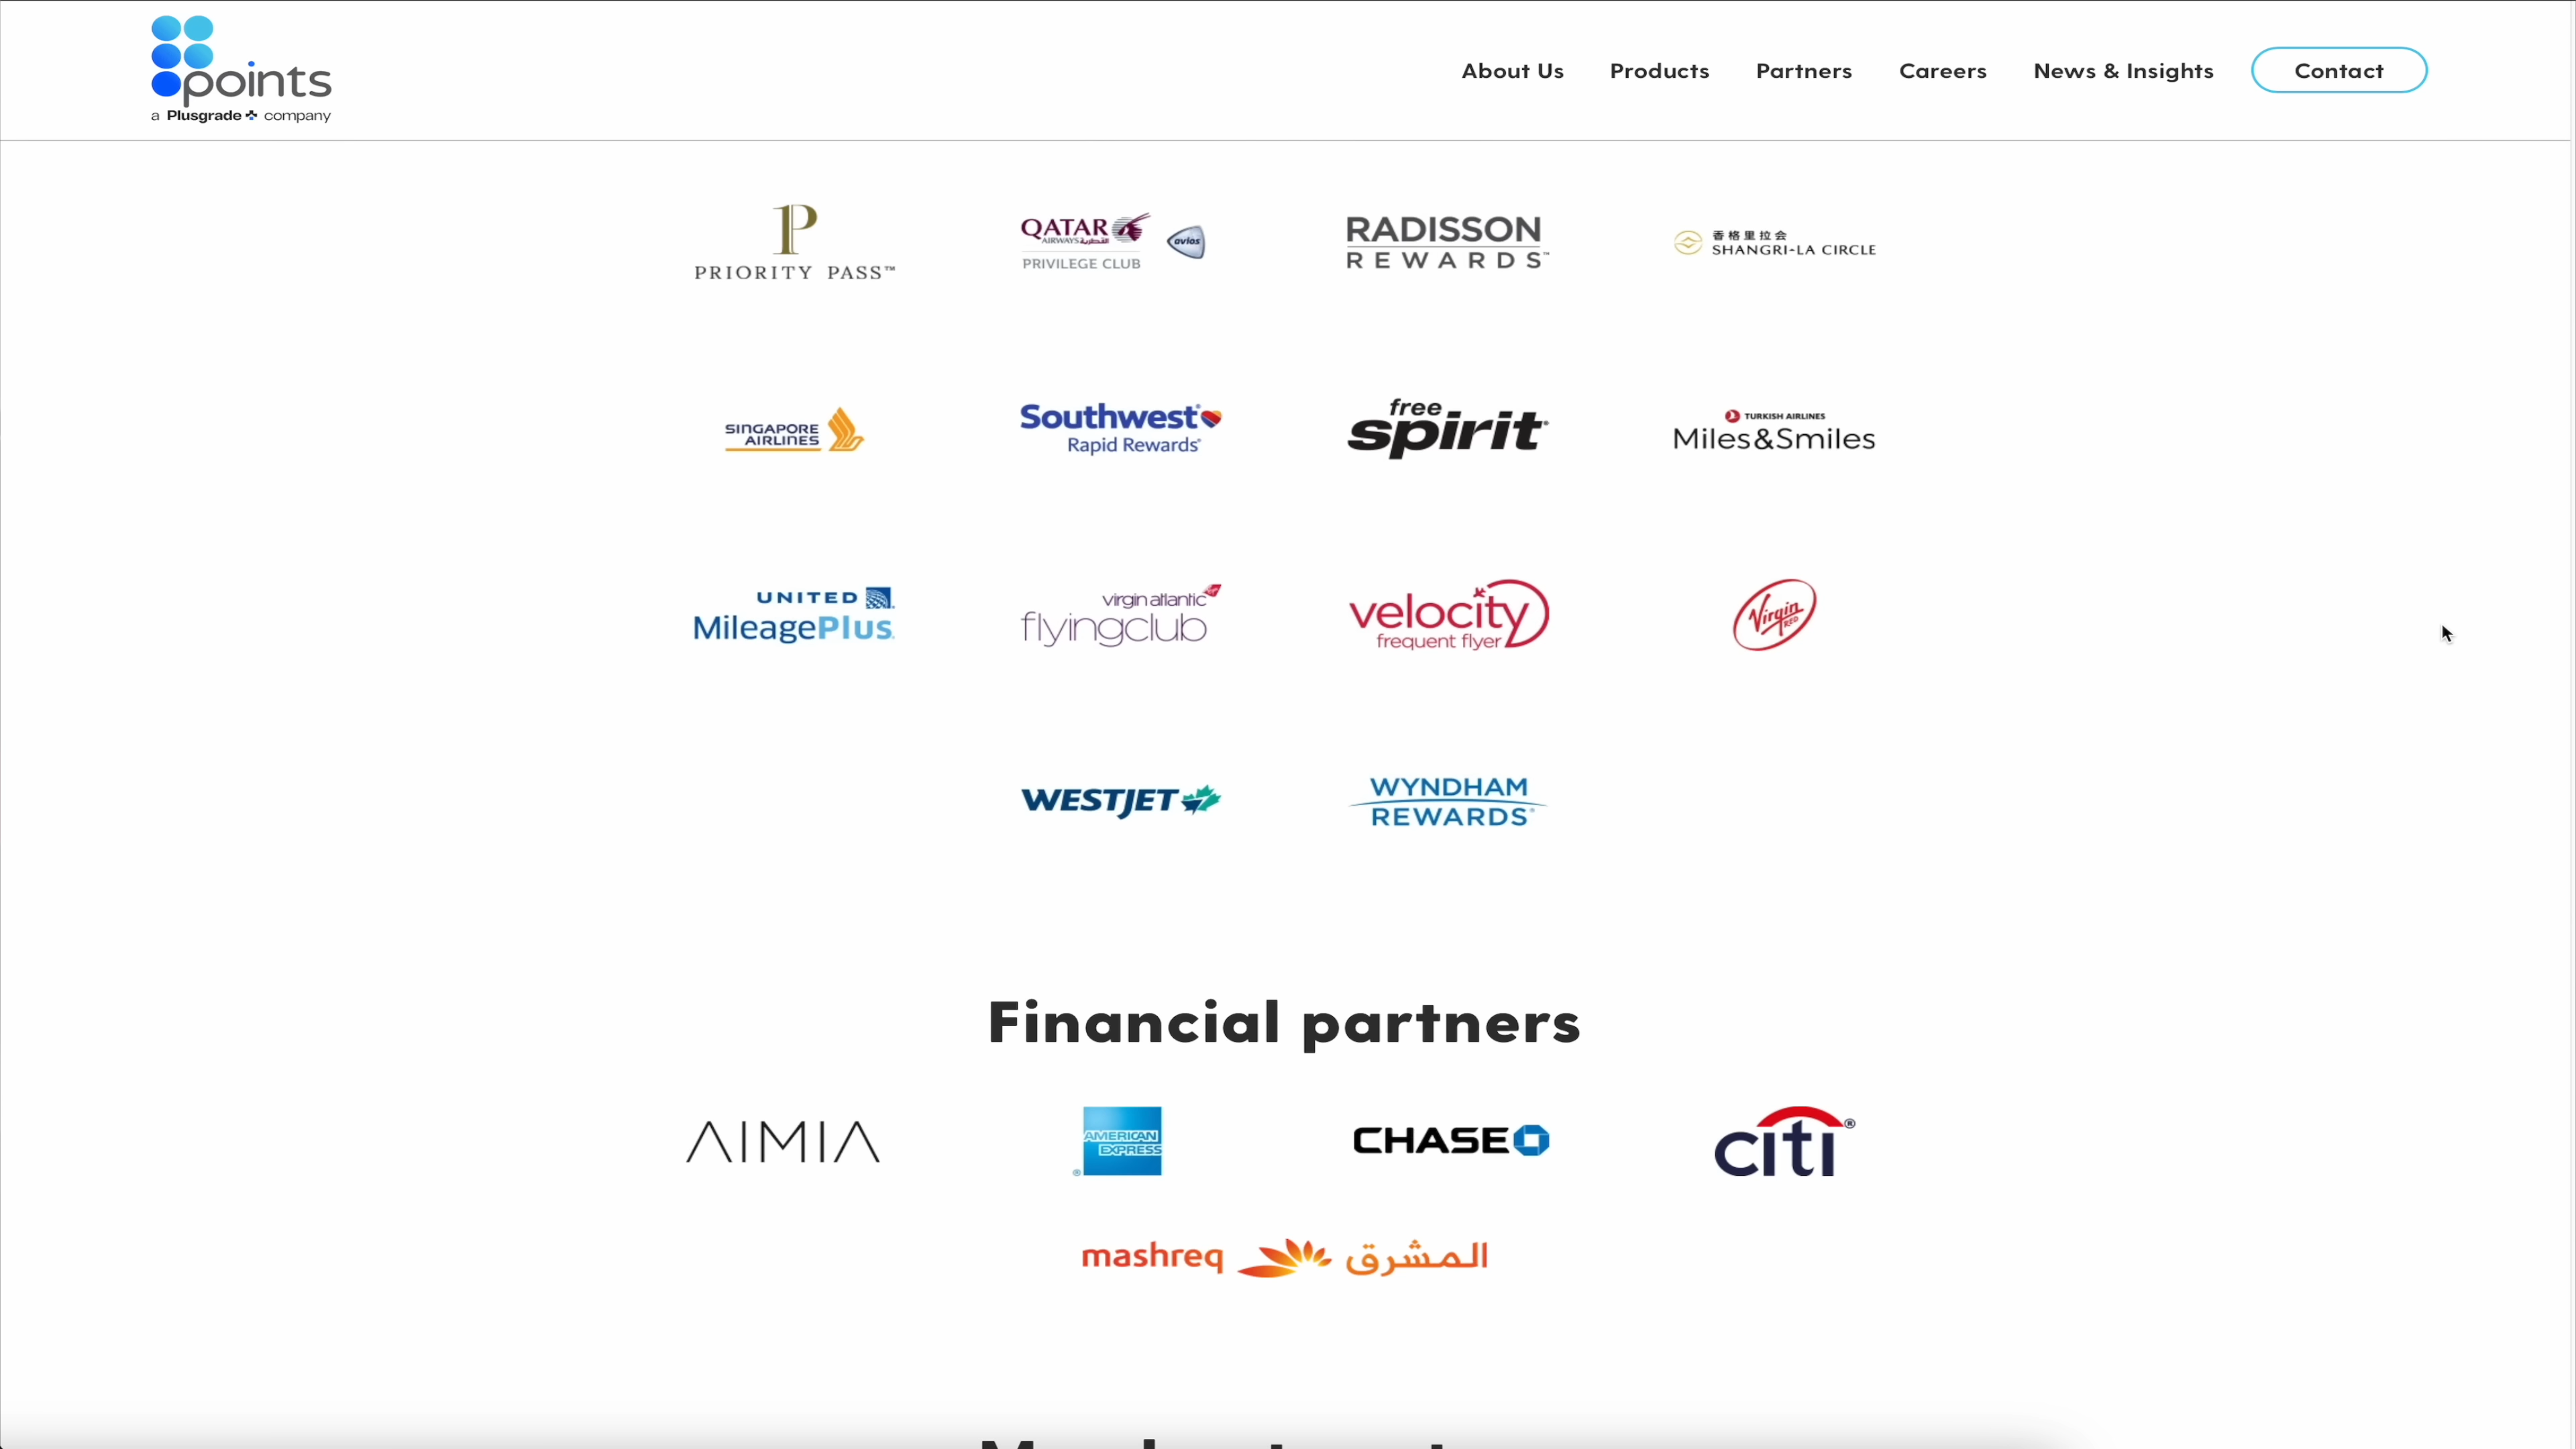 points
a Plusgrade company
About Us
Products
Partners
Careers
News & Insights
Contact
P
PRIORITY PASS™
QATAR
AIRWAYS القطرية
PRIVILEGE CLUB
avios
RADISSON
REWARDS™
香格里拉会
SHANGRI-LA CIRCLE
SINGAPORE
AIRLINES
Southwest®
Rapid Rewards®
free
spirit®
TURKISH AIRLINES
Miles&Smiles
UNITED
MileagePlus®
virgin atlantic
flyingclub
velocity
frequent flyer
Virgin
RED
WESTJET
WYNDHAM
REWARDS®
Financial partners
AIMIA
AMERICAN
EXPRESS
®
CHASE
citi®
mashreq المشرق